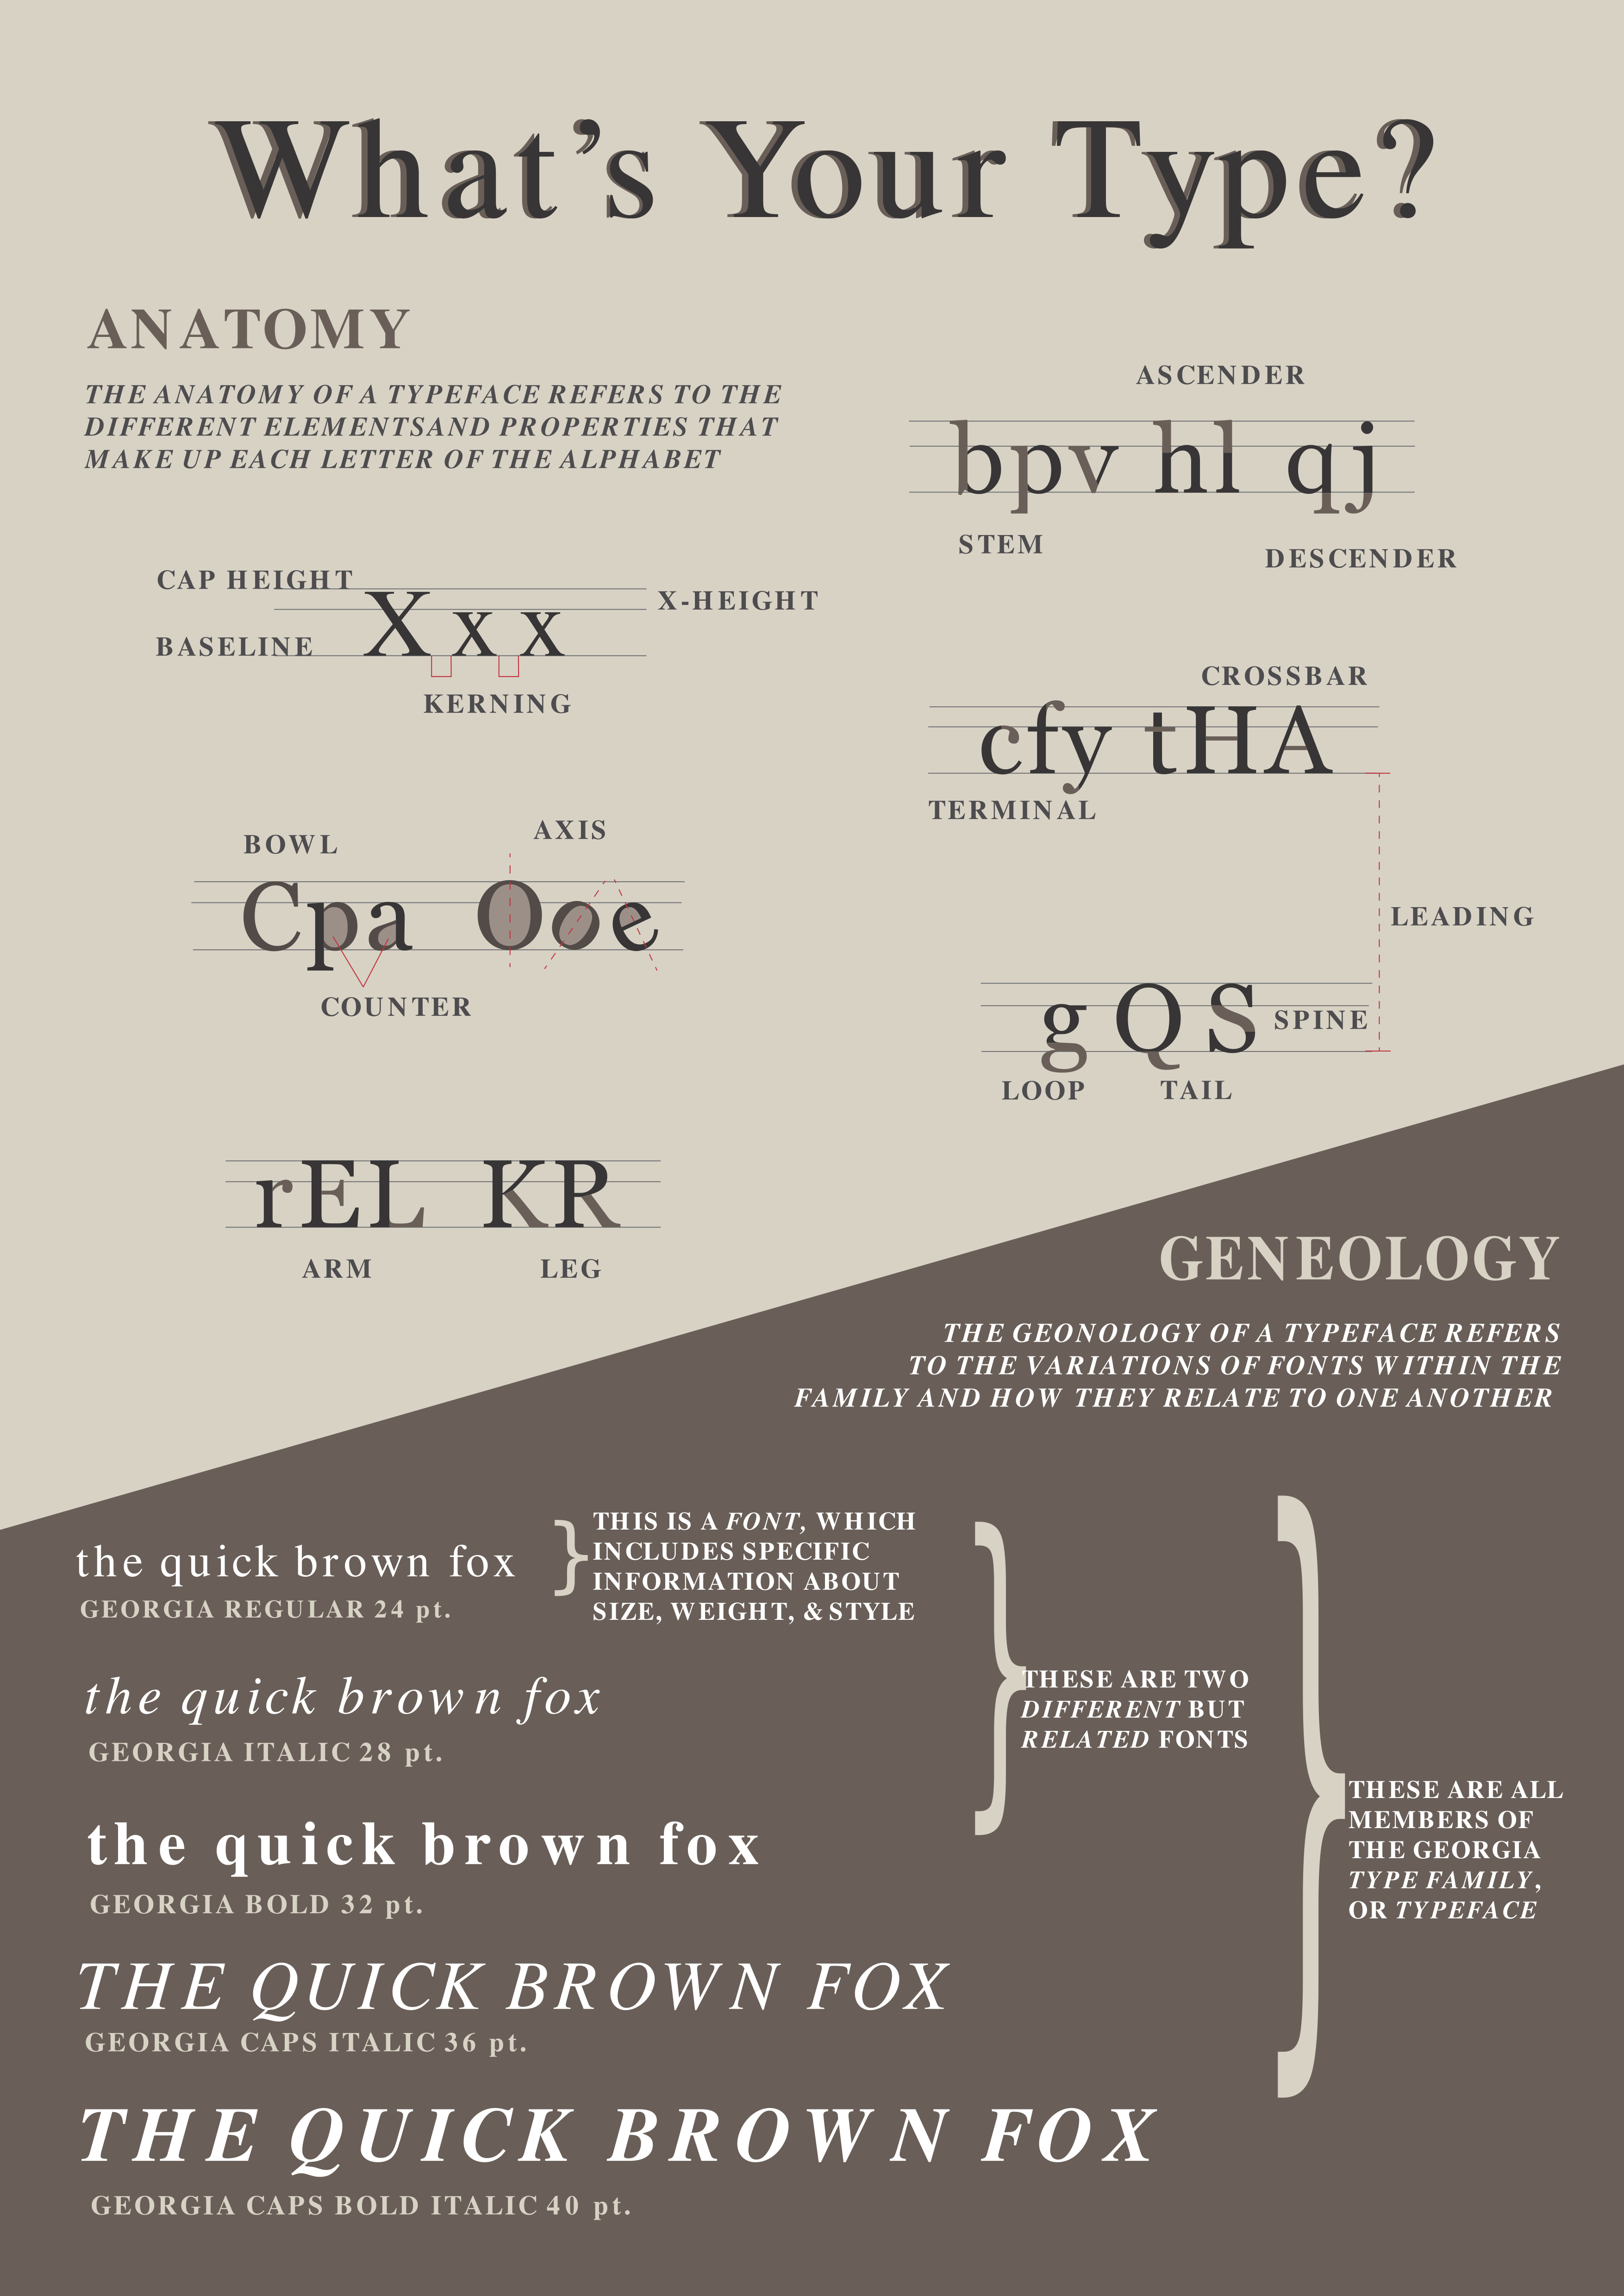 What's Your Type?
ANATOMY
THE ANATOMY OF A TYPEFACE REFERS TO THE
DIFFERENT ELEMENTSAND PROPERTIES THAT
MAKE UP EACH LETTER OF THE ALPHABET
CAP HEIGHT
X-HEIGHT
Xxx
BASELINE
KERNING
BOWL
AXIS
Cpa Ooe
COUNTER
rEL KR
ARM
LEG
ASCENDER
bpv hl qj
STEM
DESCENDER
CROSSBAR
cfy tHA
TERMINAL
LEADING
g Q S
SPINE
LOOP
TAIL
GENEOLOGY
THE GEONOLOGY OF A TYPEFACE REFERS
TO THE VARIATIONS OF FONTS WITHIN THE
FAMILY AND HOW THEY RELATE TO ONE ANOTHER
the quick brown fox
GEORGIA REGULAR 24 pt.
THIS IS A FONT, WHICH
INCLUDES SPECIFIC
INFORMATION ABOUT
SIZE, WEIGHT, & STYLE
the quick brown fox
GEORGIA ITALIC 28 pt.
THESE ARE TWO
DIFFERENT BUT
RELATED FONTS
the quick brown fox
GEORGIA BOLD 32 pt.
THESE ARE ALL
MEMBERS OF
THE GEORGIA
TYPE FAMILY,
OR TYPEFACE
THE QUICK BROWN FOX
GEORGIA CAPS ITALIC 36 pt.
THE QUICK BROWN FOX
GEORGIA CAPS BOLD ITALIC 40 pt.